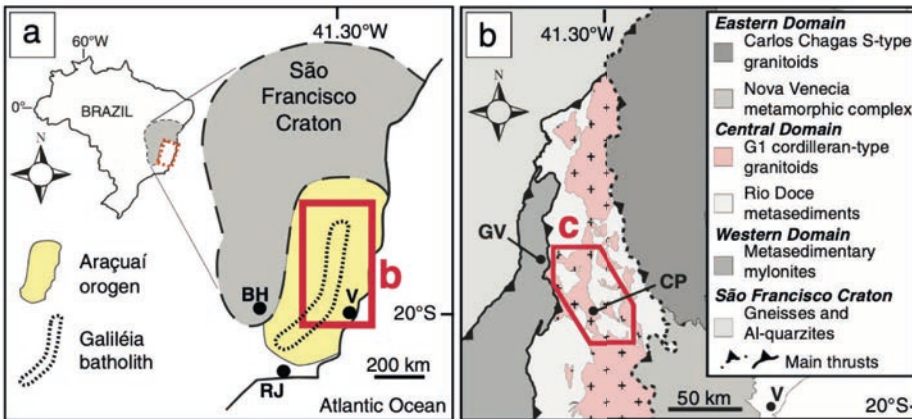 a
60°W
0°
BRAZIL
N
41.30°W
São
Francisco
Craton
Araçuaí
orogen
Galiléia
batholith
b
BH
V
20°S
RJ
200 km
Atlantic Ocean
b
41.30°W
N
GV
c
CP
50 km
V
20°S
Eastern Domain
Carlos Chagas S-type
granitoids
Nova Venecia
metamorphic complex
Central Domain
G1 cordilleran-type
granitoids
Rio Doce
metasediments
Western Domain
Metasedimentary
mylonites
São Francisco Craton
Gneisses and
Al-quarzites
Main thrusts